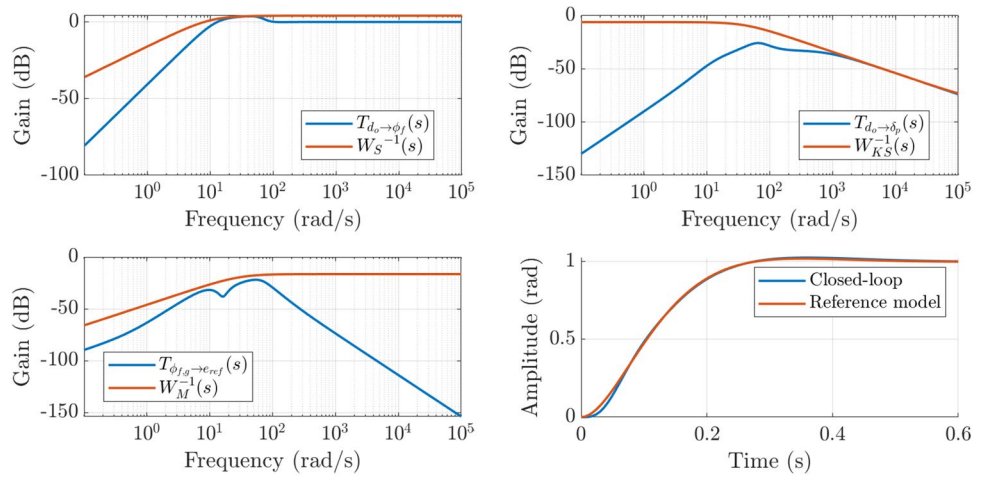 0
-50
-100
Gain (dB)
T_{d_o→ϕ_f}(s)
W_S^{-1}(s)
10^0 10^1 10^2 10^3 10^4 10^5
Frequency (rad/s)
0
-50
-100
-150
Gain (dB)
T_{d_o→δ_p}(s)
W_{KS}^{-1}(s)
10^0 10^1 10^2 10^3 10^4 10^5
Frequency (rad/s)
0
-50
-100
-150
Gain (dB)
T_{ϕ_{f,g}→e_{ref}}(s)
W_M^{-1}(s)
10^0 10^1 10^2 10^3 10^4 10^5
Frequency (rad/s)
1
0.5
0
Amplitude (rad)
Closed-loop
Reference model
0 0.2 0.4 0.6
Time (s)